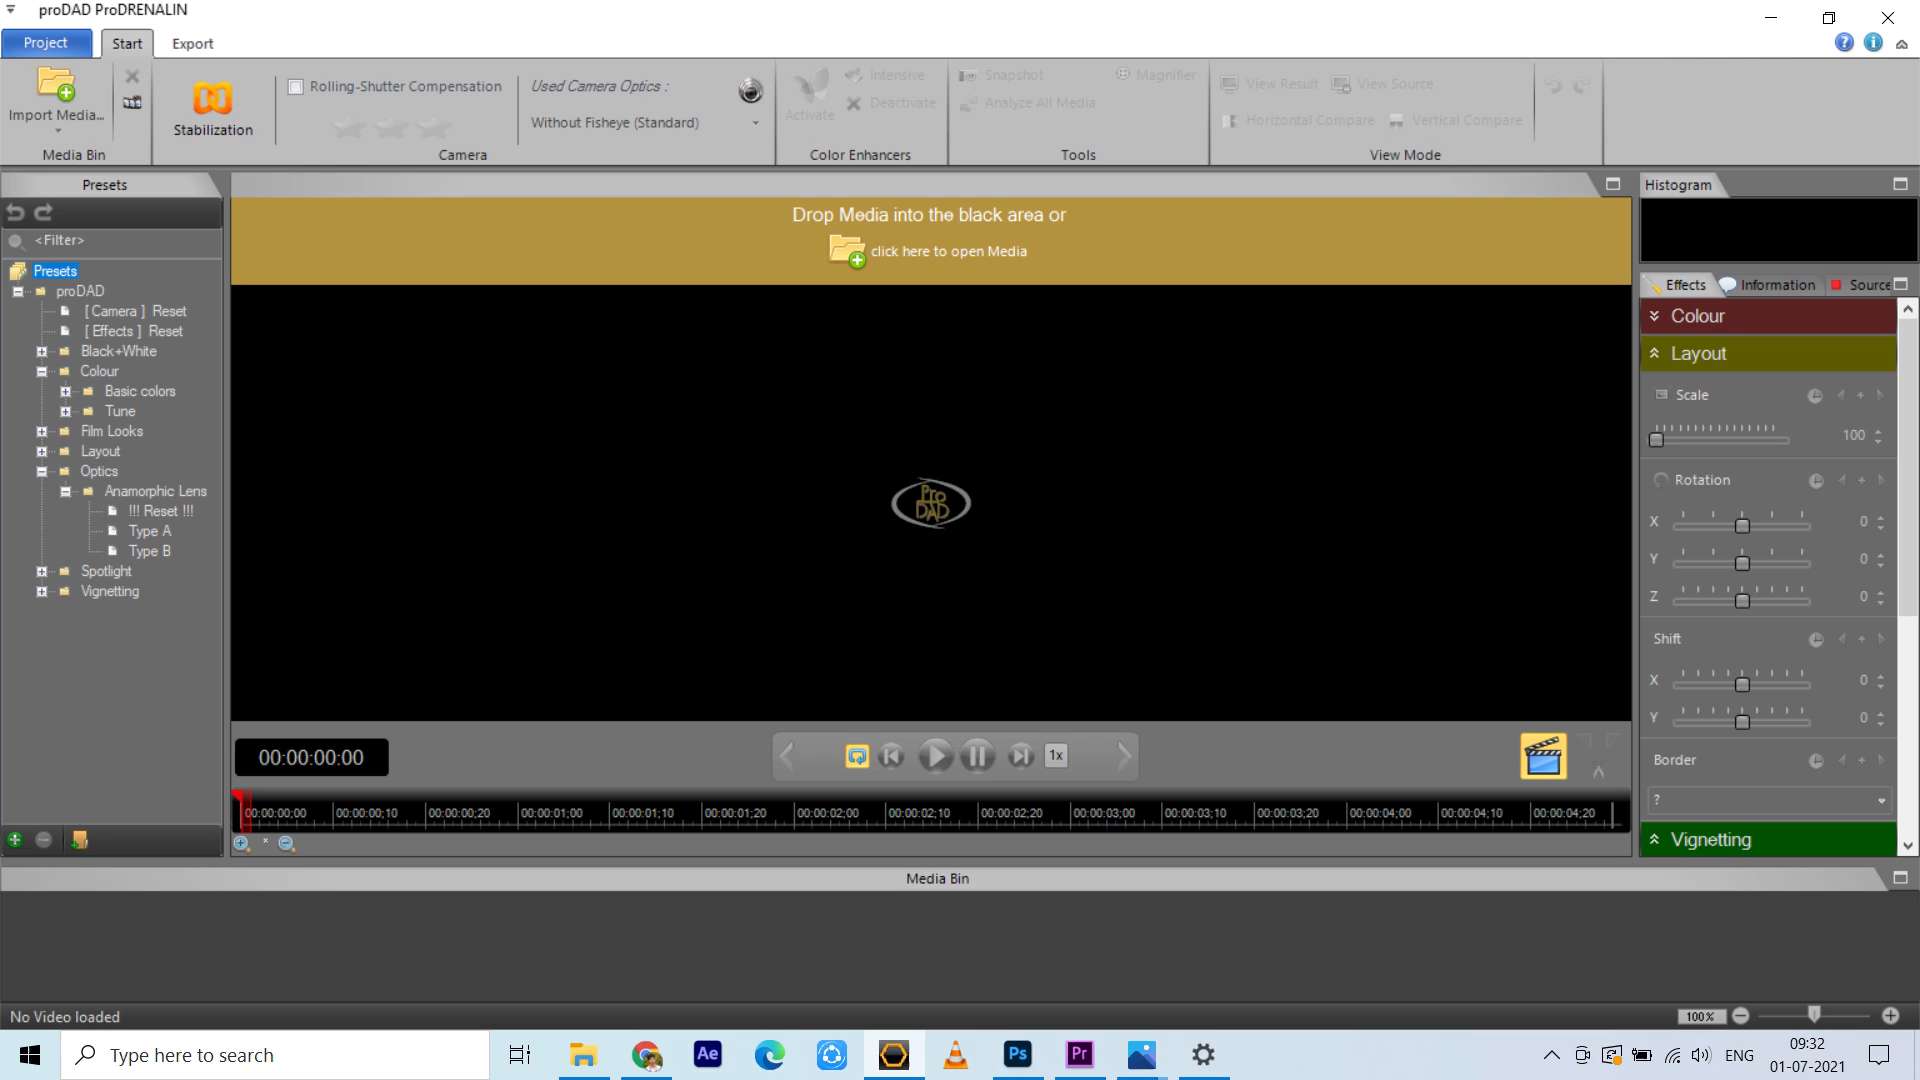 proDAD ProDRENALIN
Project
Start
Export
Import Media...
Media Bin
Stabilization
Rolling-Shutter Compensation
Used Camera Optics :
Without Fisheye (Standard)
Camera
Activate
Intensive
Deactivate
Color Enhancers
Snapshot
Magnifier
Analyze All Media
Tools
View Result
View Source
Horizontal Compare
Vertical Compare
View Mode
Presets
<Filter>
Presets
proDAD
[ Camera ] Reset
[ Effects ] Reset
Black+White
Colour
Basic colors
Tune
Film Looks
Layout
Optics
Anamorphic Lens
!!! Reset !!!
Type A
Type B
Spotlight
Vignetting
Drop Media into the black area or
click here to open Media
Pro
DAD
00:00:00:00
1x
00:00:00;00 00:00:00;10 00:00:00;20 00:00:01;00 00:00:01;10 00:00:01;20 00:00:02;00 00:00:02;10 00:00:02;20 00:00:03;00 00:00:03;10 00:00:03;20 00:00:04;00 00:00:04;10 00:00:04;20
Histogram
Effects
Information
Source
Colour
Layout
Scale
100
Rotation
X 0
Y 0
Z 0
Shift
X 0
Y 0
Border
?
Vignetting
Media Bin
No Video loaded
100%
Type here to search
Ae
Ps
Pr
ENG
09:32
01-07-2021